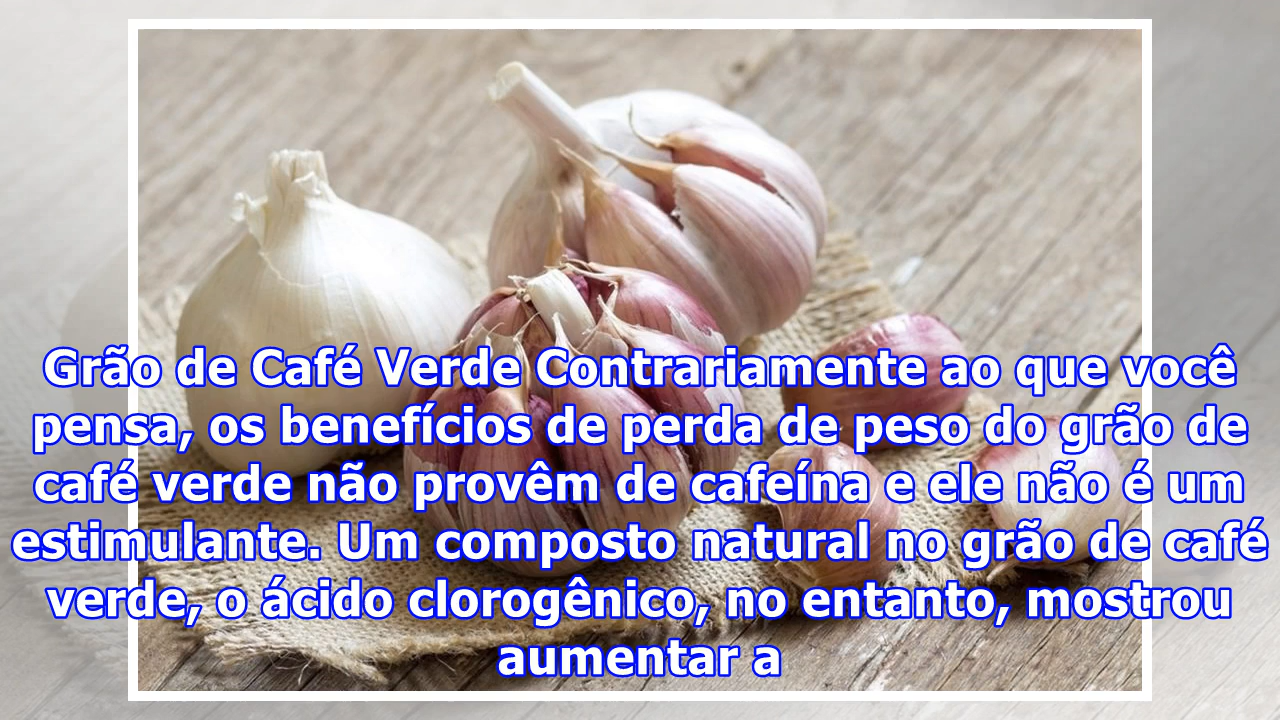 Grão de Café Verde Contrariamente ao que você
pensa, os benefícios de perda de peso do grão de
café verde não provêm de cafeína e ele não é um
estimulante. Um composto natural no grão de café
verde, o ácido clorogênico, no entanto, mostrou
aumentar a